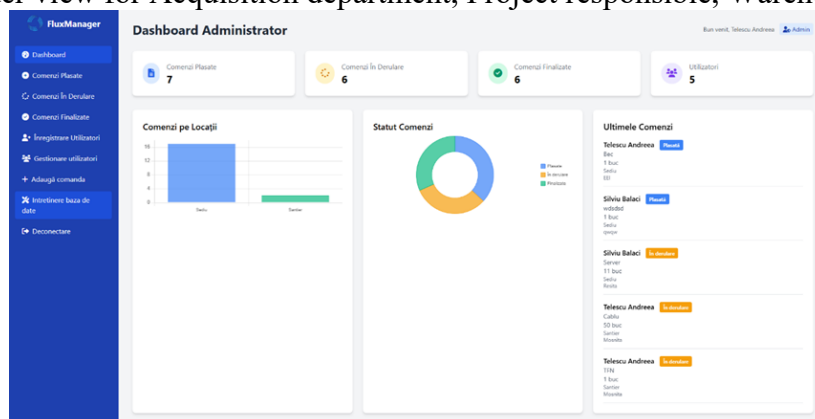 der view for Acquisition department, Project responsible, Wareh
FluxManager
Dashboard
Comenzi Plasate
Comenzi În Derulare
Comenzi Finalizate
Înregistrare Utilizatori
Gestionare utilizatori
+ Adaugă comanda
Intretinere baza de
date
Deconectare
Dashboard Administrator
Bun venit, Telescu Andreea
Admin
Comenzi Plasate
7
Comenzi În Derulare
6
Comenzi Finalizate
6
Utilizatori
5
Comenzi pe Locații
16
12
8
4
0
Sediu
Santier
Statut Comenzi
Plasate
În derulare
Finalizate
Ultimele Comenzi
Telescu Andreea Plasată
Bec
1 buc
Sediu
Silviu Balaci Plasată
1 buc
Sediu
Silviu Balaci În derulare
Server
11 buc
Sediu
Resita
Telescu Andreea În derulare
Cablu
50 buc
Santier
Moanita
Telescu Andreea În derulare
1 buc
Santier
Moanita